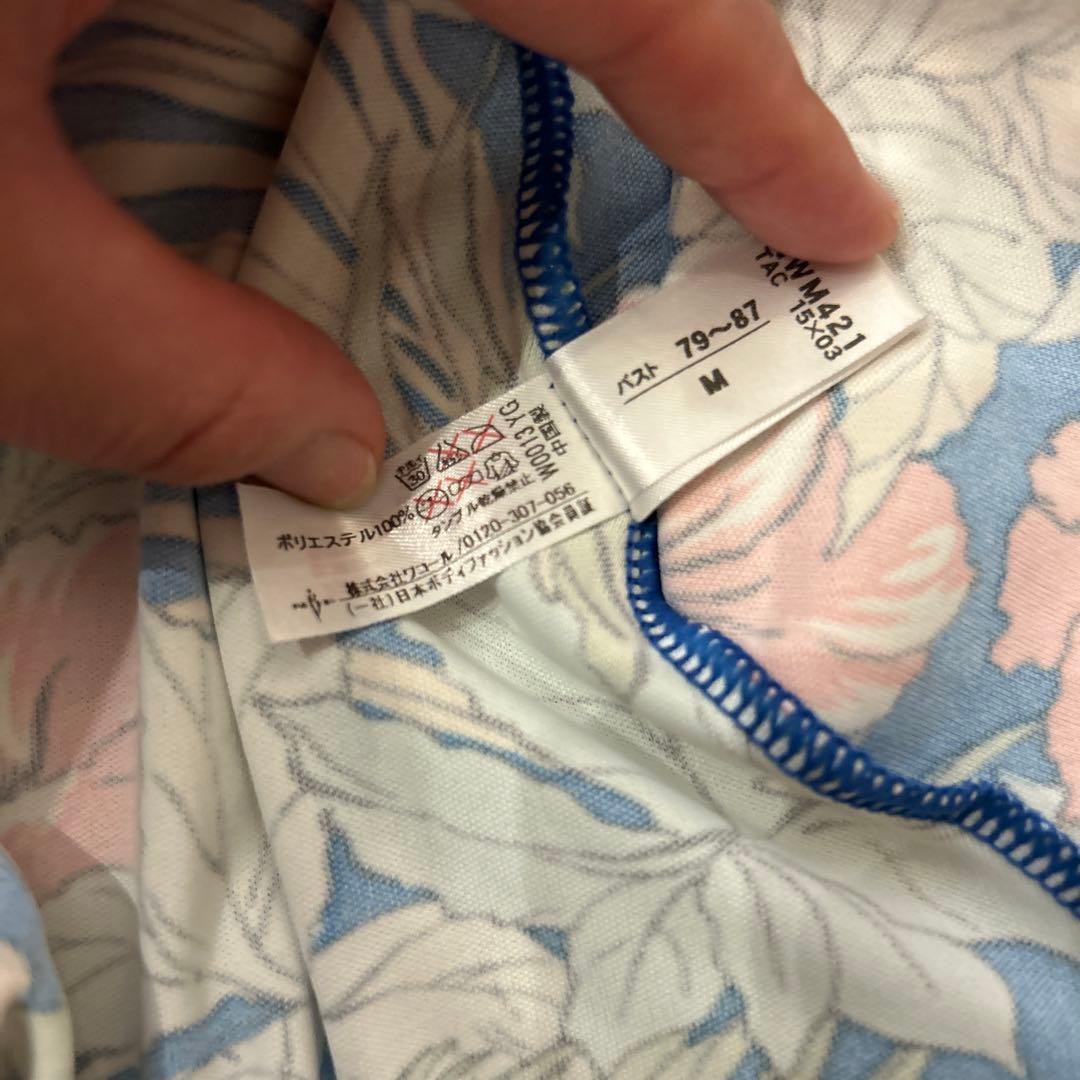 WM421
TAC 15×03
バスト 79〜87
M
中国製
W0013 YG
ポリエステル100%
タンブル乾燥禁止
株式会社ワコール/0120-307-056
(一社)日本ボディファッション協会会員証